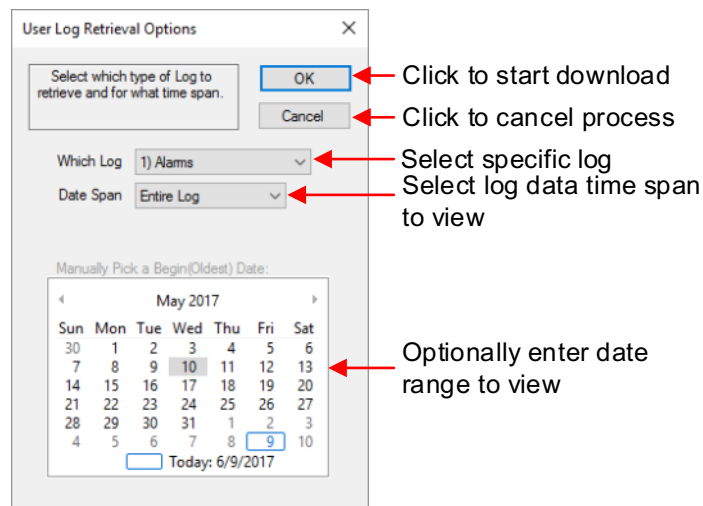 User Log Retrieval Options
Select which type of Log to
retrieve and for what time span.
OK
Click to start download
Cancel
Click to cancel process
Which Log 1) Alarms
Select specific log
Date Span Entire Log
Select log data time span
to view
Manually Pick a Begin(Oldest) Date:
May 2017
Sun Mon Tue Wed Thu Fri Sat
30 1 2 3 4 5 6
7 8 9 10 11 12 13
14 15 16 17 18 19 20
21 22 23 24 25 26 27
28 29 30 31 1 2 3
4 5 6 7 8 9 10
Today: 6/9/2017
Optionally enter date
range to view